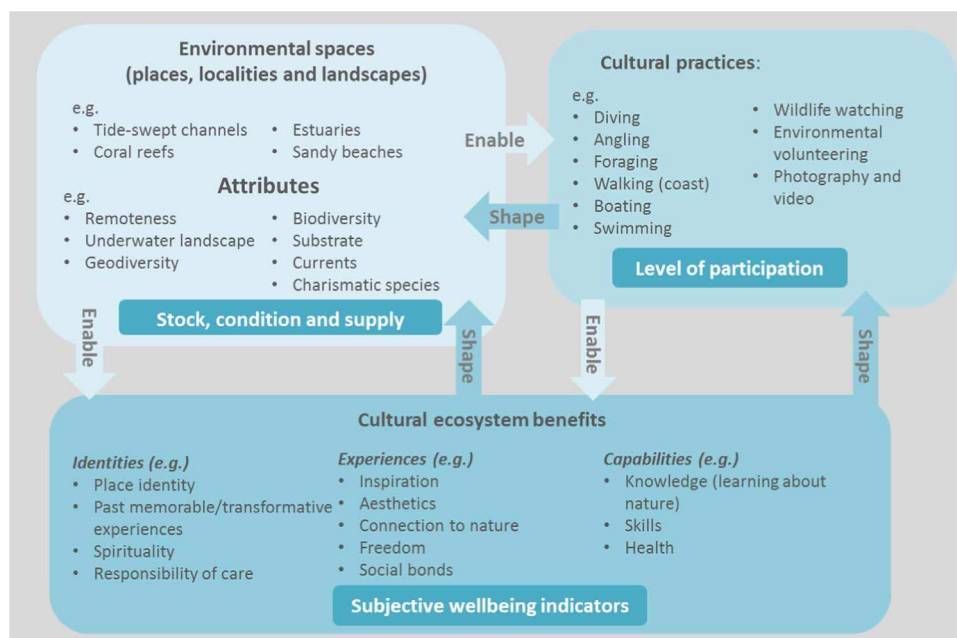 Environmental spaces
(places, localities and landscapes)
e.g.
• Tide-swept channels
• Coral reefs
• Estuaries
• Sandy beaches
Attributes
e.g.
• Remoteness
• Underwater landscape
• Geodiversity
• Biodiversity
• Substrate
• Currents
• Charismatic species
Stock, condition and supply
Enable
Shape
Cultural practices:
e.g.
• Diving
• Angling
• Foraging
• Walking (coast)
• Boating
• Swimming
• Wildlife watching
• Environmental
volunteering
• Photography and
video
Level of participation
Enable
Shape
Enable
Shape
Cultural ecosystem benefits
Identities (e.g.)
• Place identity
• Past memorable/transformative
experiences
• Spirituality
• Responsibility of care
Experiences (e.g.)
• Inspiration
• Aesthetics
• Connection to nature
• Freedom
• Social bonds
Capabilities (e.g.)
• Knowledge (learning about
nature)
• Skills
• Health
Subjective wellbeing indicators